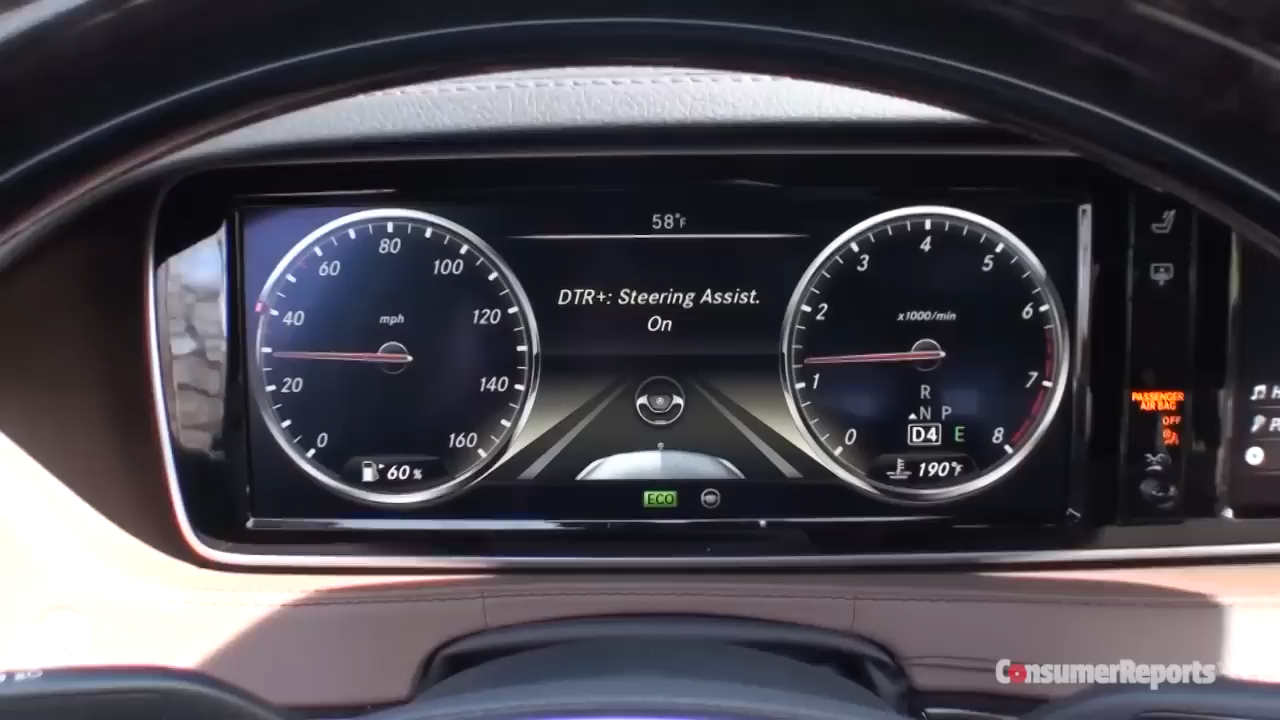 58°F
80
60
100
40
mph
120
20
140
0
160
60 %
DTR+: Steering Assist.
On
ECO
4
3
5
2
x1000/min
6
1
7
0
8
R
N P
D4 E
190°F
PASSENGER
AIR BAG
OFF
H
P
ConsumerReports